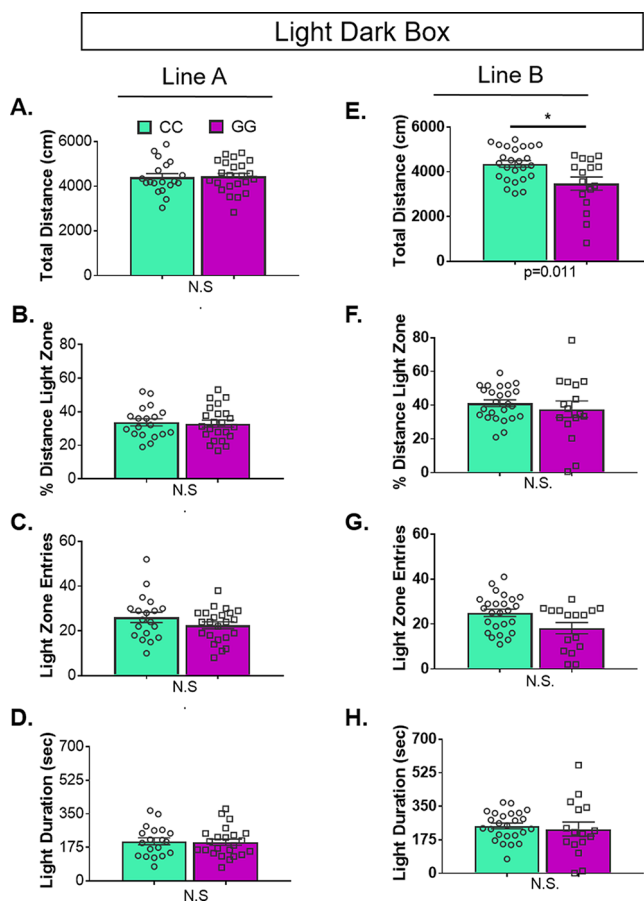 Light Dark Box
Line A
Line B
A.
CC GG
Total Distance (cm)
6000
4000
2000
0
N.S
E.
*
Total Distance (cm)
6000
4000
2000
0
p=0.011
B.
% Distance Light Zone
80
60
40
20
0
N.S
F.
% Distance Light Zone
80
60
40
20
0
N.S.
C.
Light Zone Entries
60
40
20
0
N.S
G.
Light Zone Entries
60
40
20
0
N.S.
D.
Light Duration (sec)
700
525
350
175
0
N.S
H.
Light Duration (sec)
700
525
350
175
0
N.S.